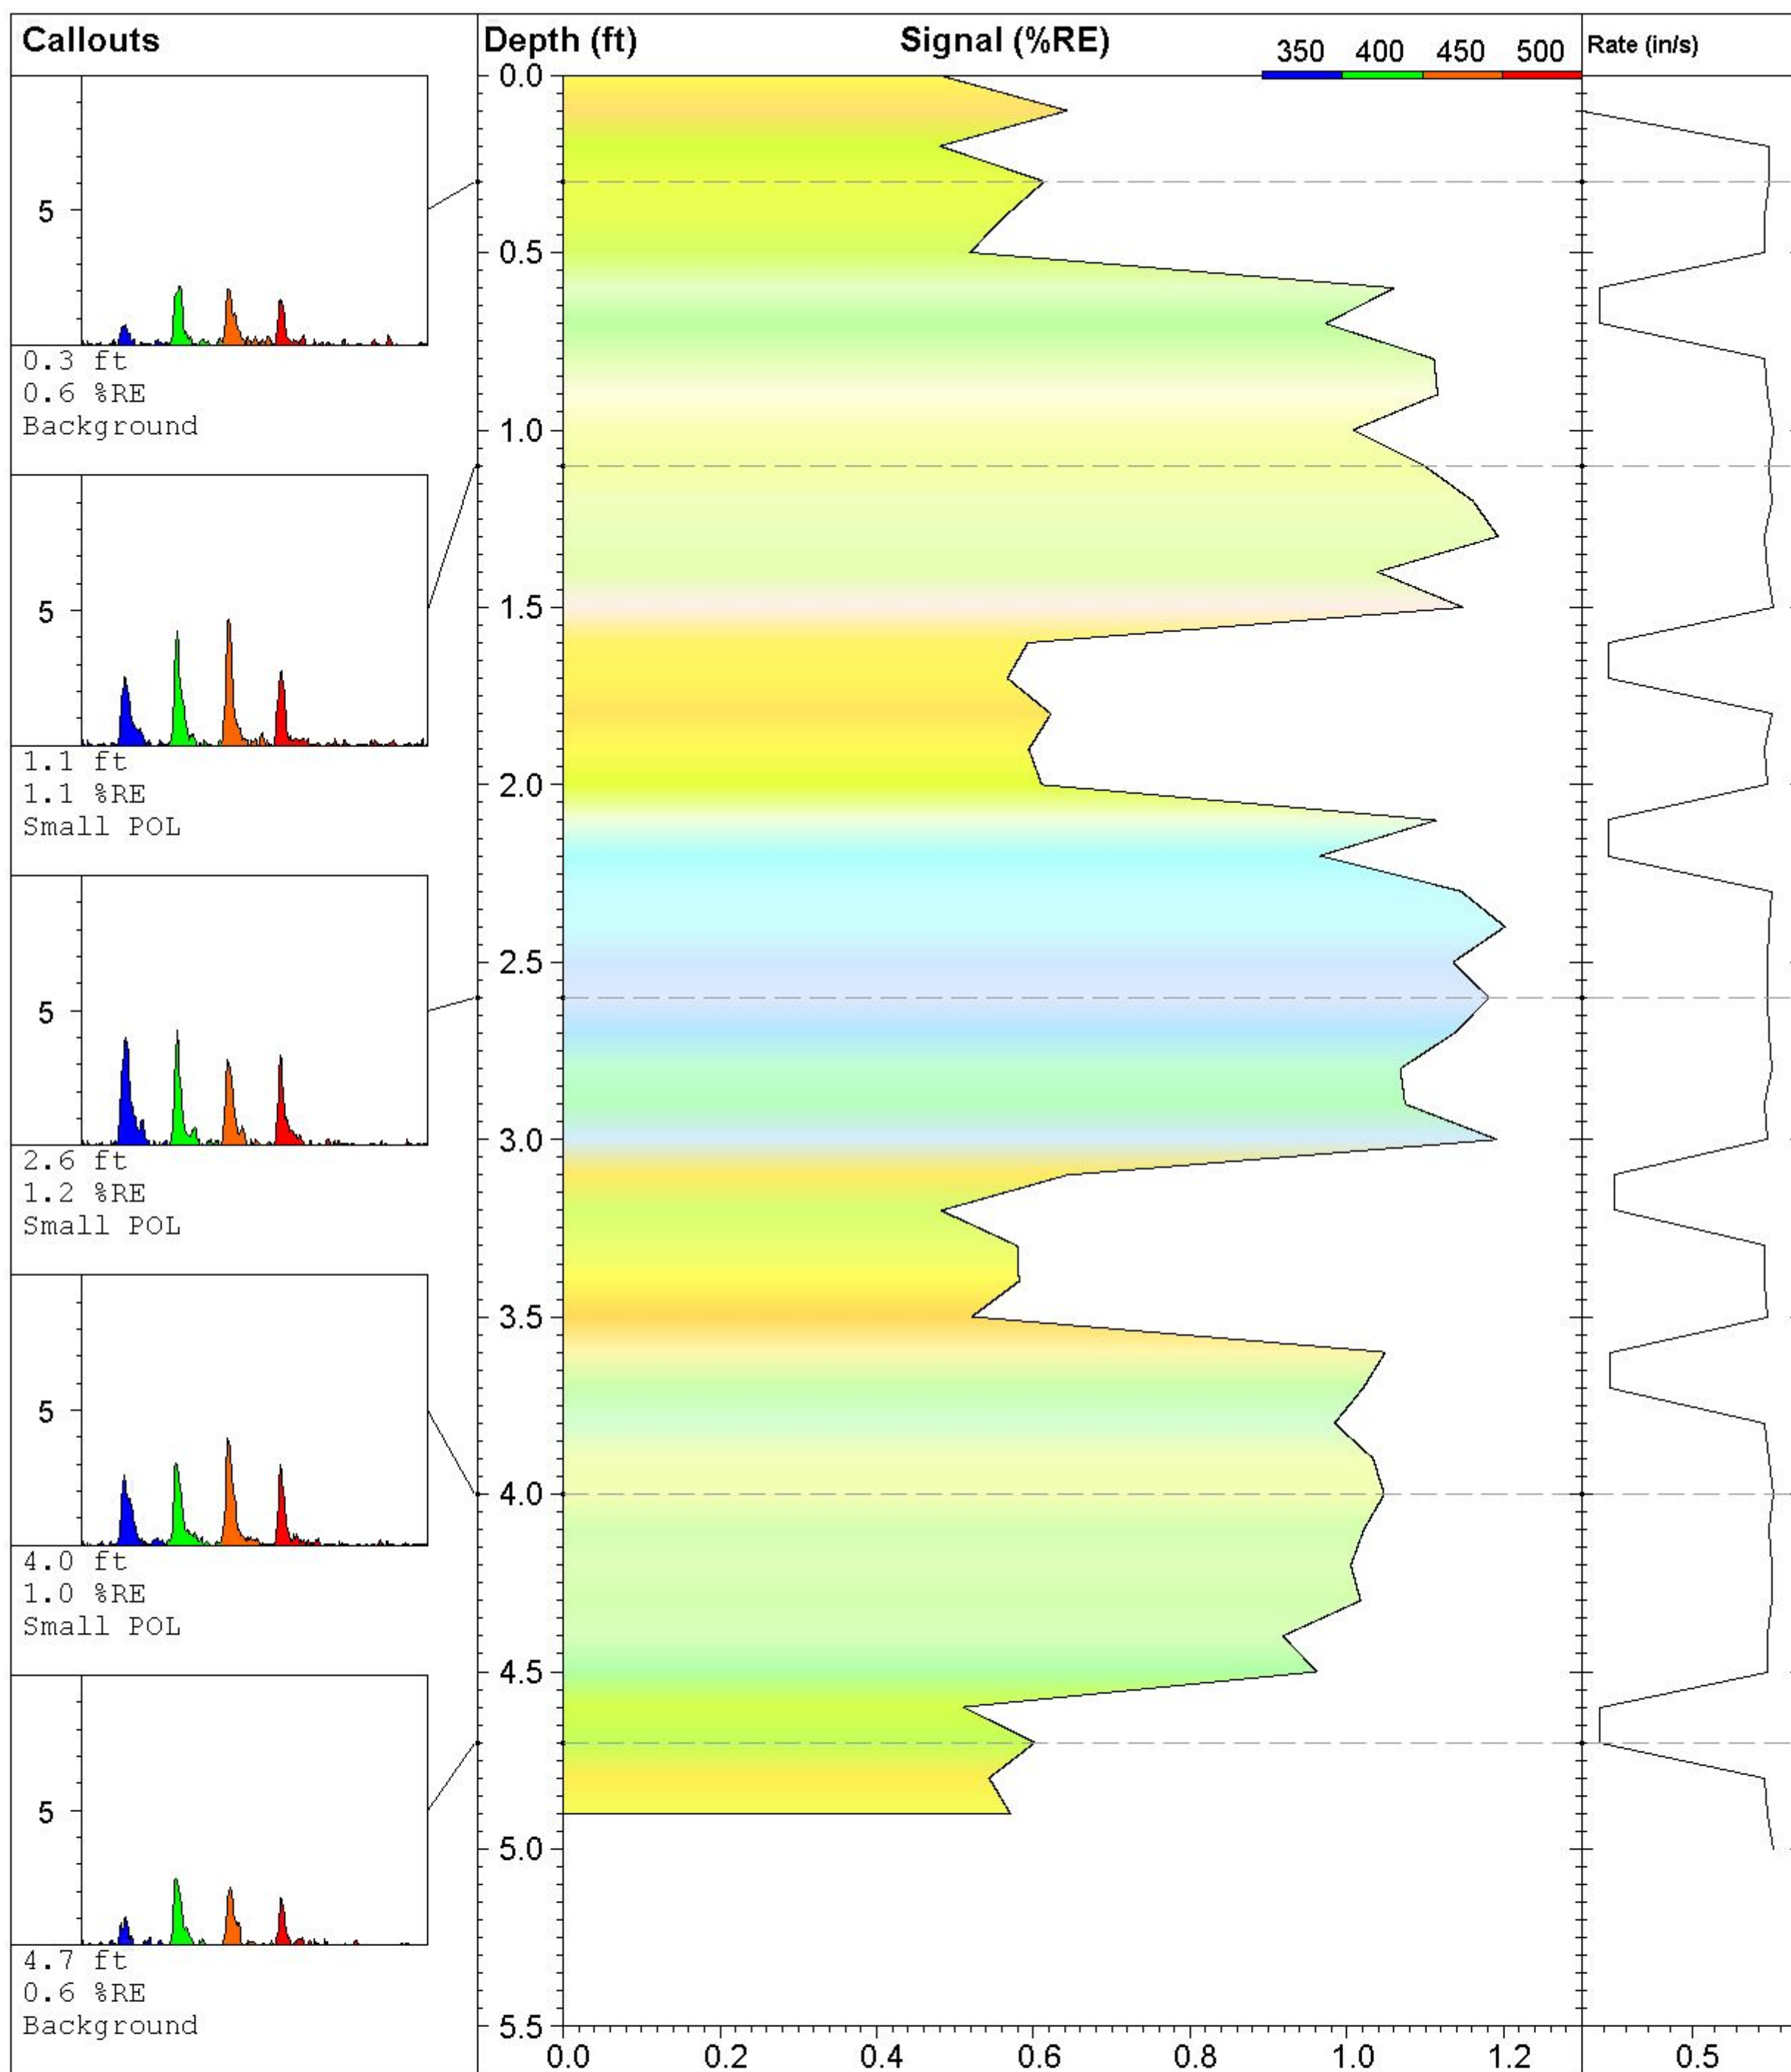 Callouts
Depth (ft)
Signal (%RE)
350 400 450 500
Rate (in/s)
5
0.3 ft
0.6 %RE
Background
5
1.1 ft
1.1 %RE
Small POL
5
2.6 ft
1.2 %RE
Small POL
5
4.0 ft
1.0 %RE
Small POL
5
4.7 ft
0.6 %RE
Background
0.0
0.5
1.0
1.5
2.0
2.5
3.0
3.5
4.0
4.5
5.0
5.5
0.0 0.2 0.4 0.6 0.8 1.0 1.2
0.5